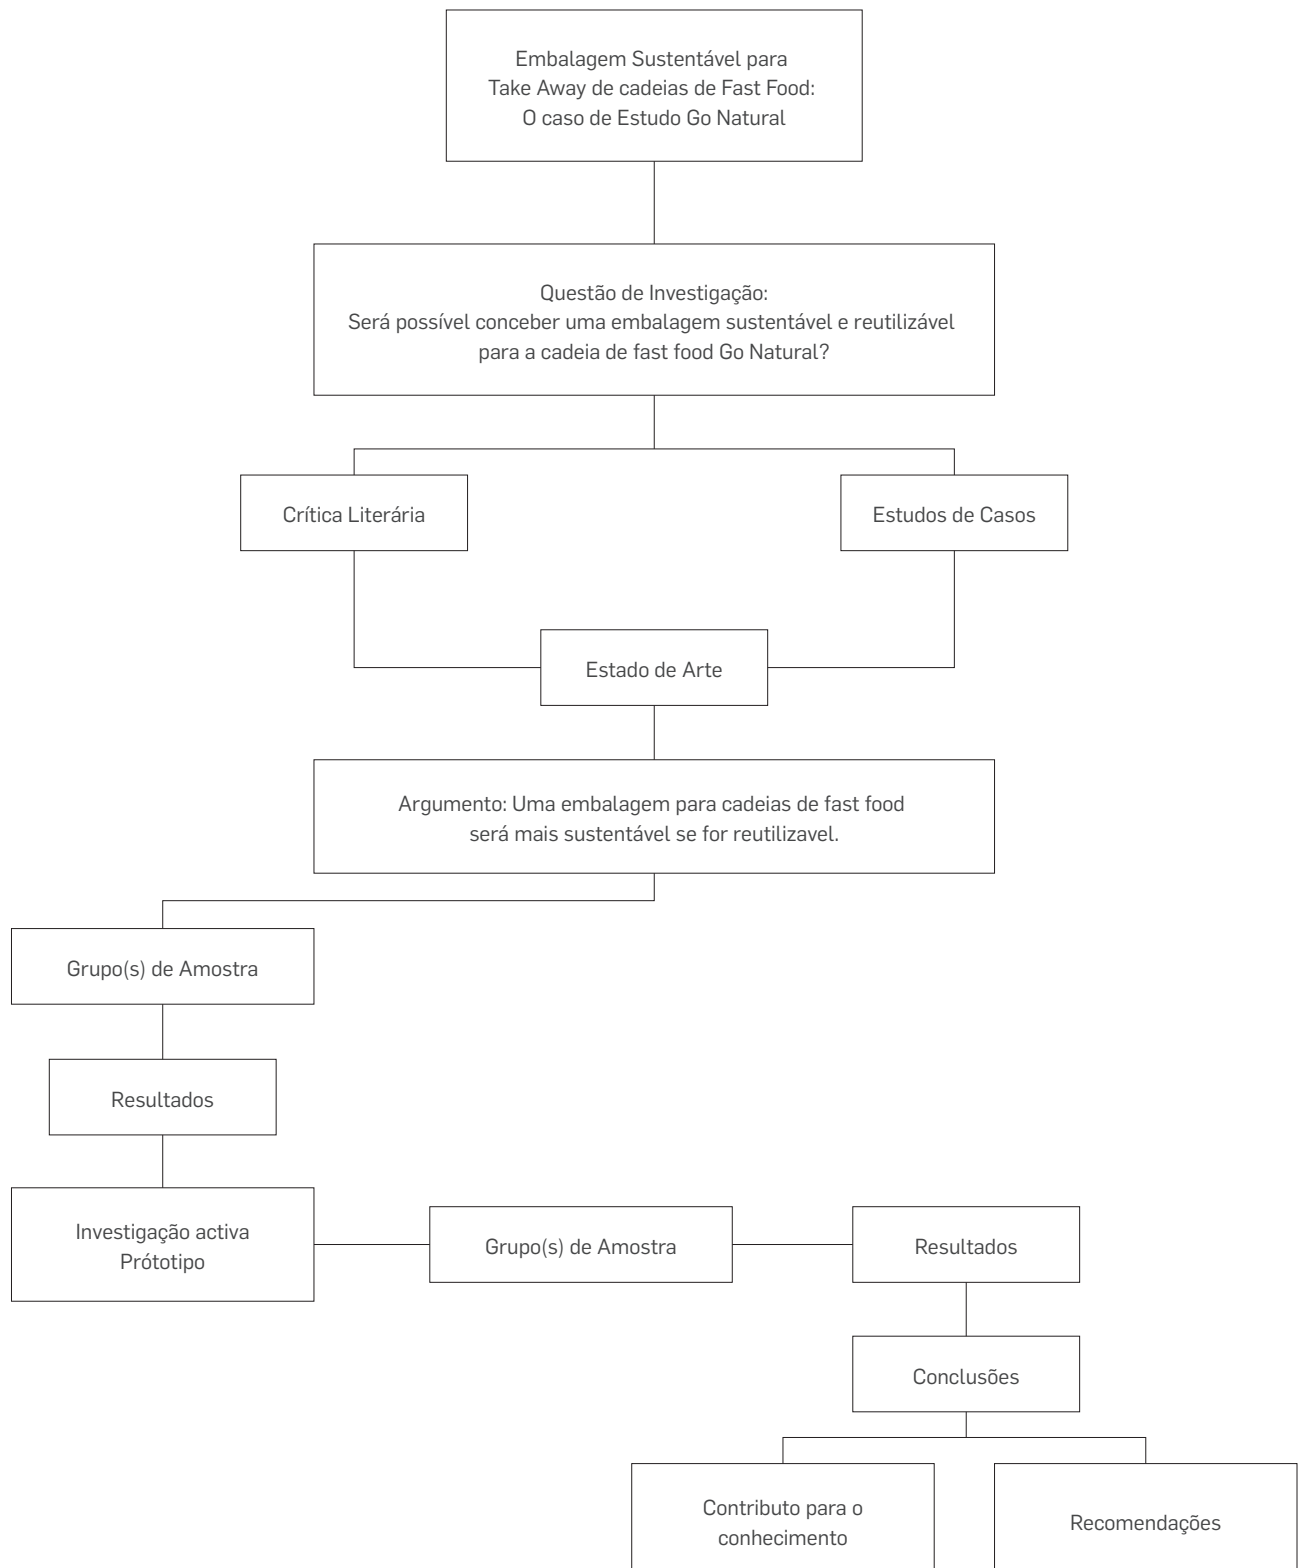 Embalagem Sustentável para
Take Away de cadeias de Fast Food:
O caso de Estudo Go Natural
Questão de Investigação:
Será possível conceber uma embalagem sustentável e reutilizável
para a cadeia de fast food Go Natural?
Crítica Literária
Estudos de Casos
Estado de Arte
Argumento: Uma embalagem para cadeias de fast food
será mais sustentável se for reutilizavel.
Grupo(s) de Amostra
Resultados
Investigação activa
Prótotipo
Grupo(s) de Amostra
Resultados
Conclusões
Contributo para o
conhecimento
Recomendações